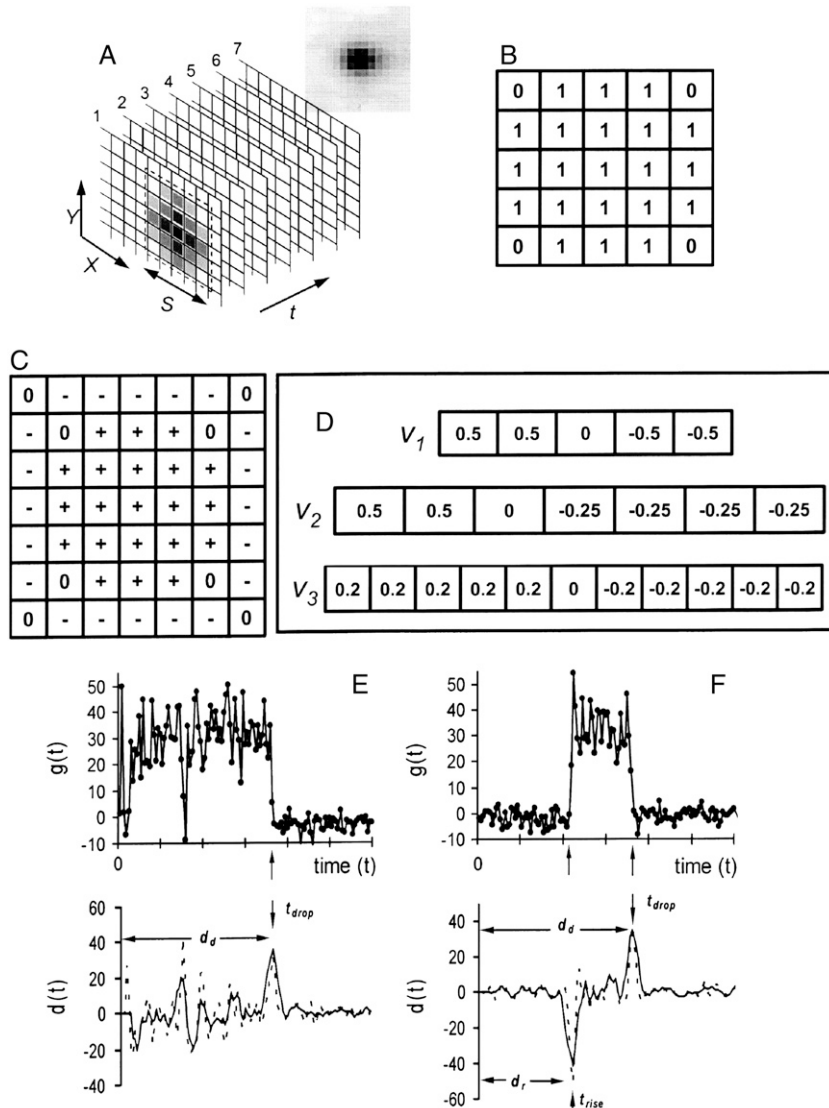 A
1 2 3 4 5 6 7
Y
X
S
t
B
0 1 1 1 0
1 1 1 1 1
1 1 1 1 1
1 1 1 1 1
0 1 1 1 0
C
0 - - - - - 0
- 0 + + + 0 -
- + + + + + -
- + + + + + -
- + + + + + -
- 0 + + + 0 -
0 - - - - - 0
D
V1 0.5 0.5 0 -0.5 -0.5
V2 0.5 0.5 0 -0.25 -0.25 -0.25 -0.25
V3 0.2 0.2 0.2 0.2 0.2 0 -0.2 -0.2 -0.2 -0.2 -0.2
E
g(t)
50
40
30
20
10
0
-10
0
time (t)
F
g(t)
50
40
30
20
10
0
-10
0
time (t)
d(t)
60
40
20
0
-20
-40
dd
tdrop
d(t)
40
20
0
-20
-40
-60
dd
tdrop
dr
trise